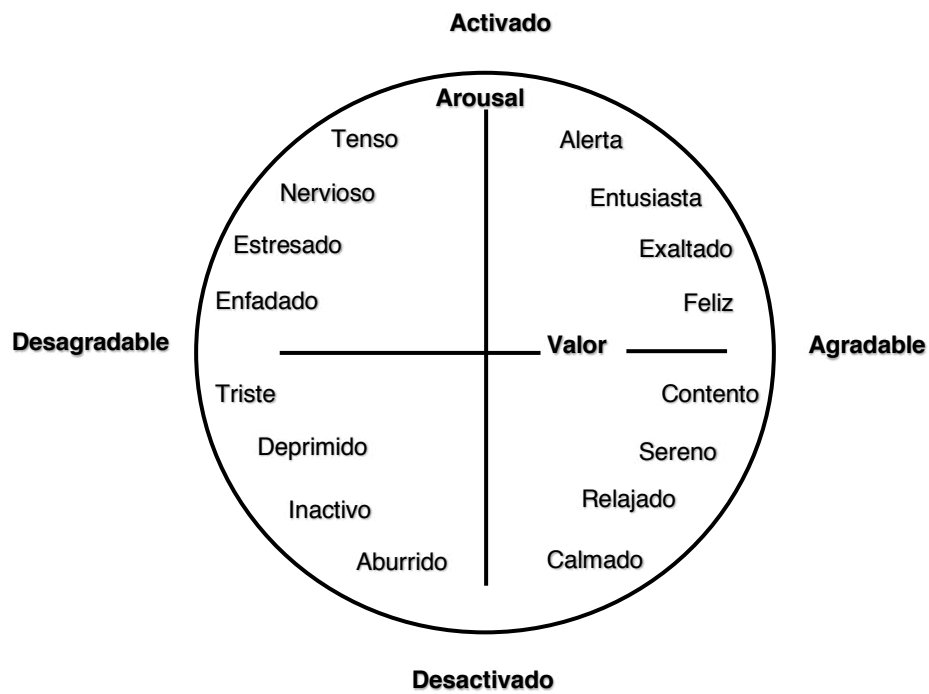 Activado
Arousal
Tenso
Alerta
Nervioso
Entusiasta
Estresado
Exaltado
Enfadado
Feliz
Desagradable
Valor
Agradable
Triste
Contento
Deprimido
Sereno
Inactivo
Relajado
Aburrido
Calmado
Desactivado